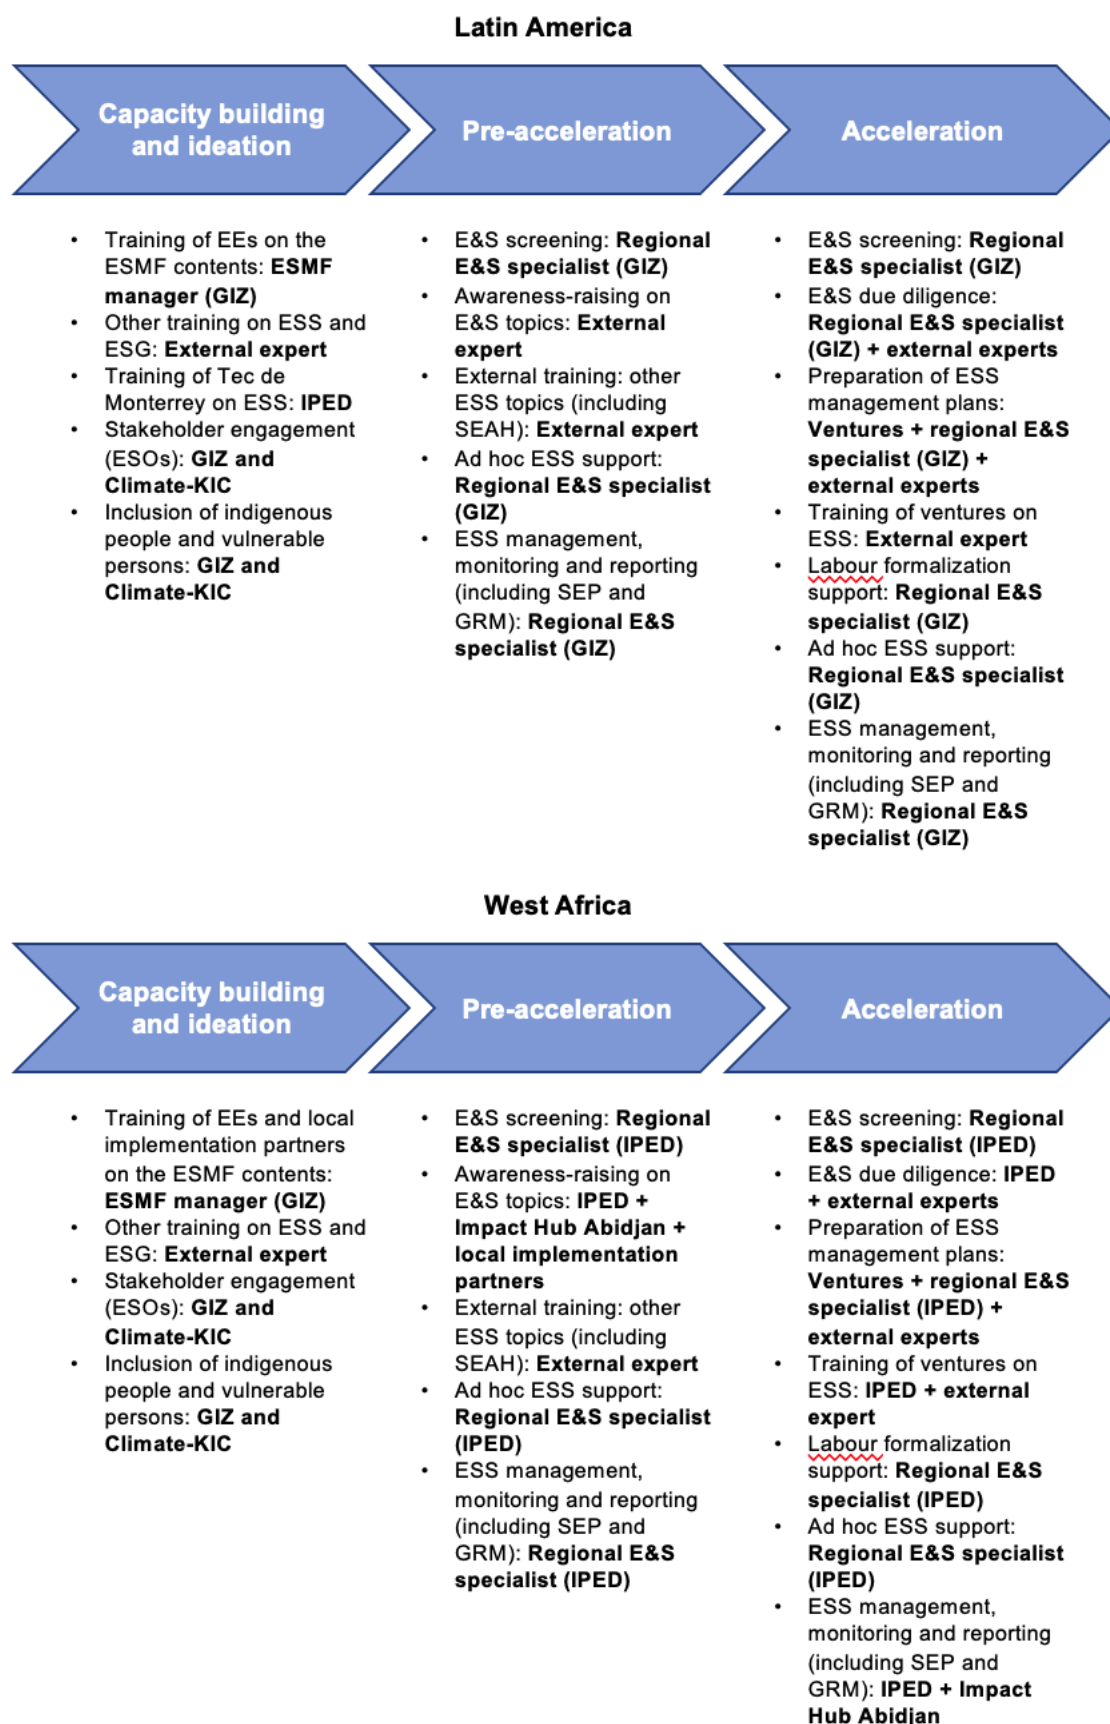 Latin America
Capacity building
and ideation
Pre-acceleration
Acceleration
• Training of EEs on the
ESMF contents: ESMF
manager (GIZ)
• Other training on ESS and
ESG: External expert
• Training of Tec de
Monterrey on ESS: IPED
• Stakeholder engagement
(ESOs): GIZ and
Climate-KIC
• Inclusion of indigenous
people and vulnerable
persons: GIZ and
Climate-KIC
• E&S screening: Regional
E&S specialist (GIZ)
• Awareness-raising on
E&S topics: External
expert
• External training: other
ESS topics (including
SEAH): External expert
• Ad hoc ESS support:
Regional E&S specialist
(GIZ)
• ESS management,
monitoring and reporting
(including SEP and
GRM): Regional E&S
specialist (GIZ)
• E&S screening: Regional
E&S specialist (GIZ)
• E&S due diligence:
Regional E&S specialist
(GIZ) + external experts
• Preparation of ESS
management plans:
Ventures + regional E&S
specialist (GIZ) +
external experts
• Training of ventures on
ESS: External expert
• Labour formalization
support: Regional E&S
specialist (GIZ)
• Ad hoc ESS support:
Regional E&S specialist
(GIZ)
• ESS management,
monitoring and reporting
(including SEP and
GRM): Regional E&S
specialist (GIZ)
West Africa
Capacity building
and ideation
Pre-acceleration
Acceleration
• Training of EEs and local
implementation partners
on the ESMF contents:
ESMF manager (GIZ)
• Other training on ESS and
ESG: External expert
• Stakeholder engagement
(ESOs): GIZ and
Climate-KIC
• Inclusion of indigenous
people and vulnerable
persons: GIZ and
Climate-KIC
• E&S screening: Regional
E&S specialist (IPED)
• Awareness-raising on
E&S topics: IPED +
Impact Hub Abidjan +
local implementation
partners
• External training: other
ESS topics (including
SEAH): External expert
• Ad hoc ESS support:
Regional E&S specialist
(IPED)
• ESS management,
monitoring and reporting
(including SEP and
GRM): Regional E&S
specialist (IPED)
• E&S screening: Regional
E&S specialist (IPED)
• E&S due diligence: IPED
+ external experts
• Preparation of ESS
management plans:
Ventures + regional E&S
specialist (IPED) +
external experts
• Training of ventures on
ESS: IPED + external
expert
• Labour formalization
support: Regional E&S
specialist (IPED)
• Ad hoc ESS support:
Regional E&S specialist
(IPED)
• ESS management,
monitoring and reporting
(including SEP and
GRM): IPED + Impact
Hub Abidjan